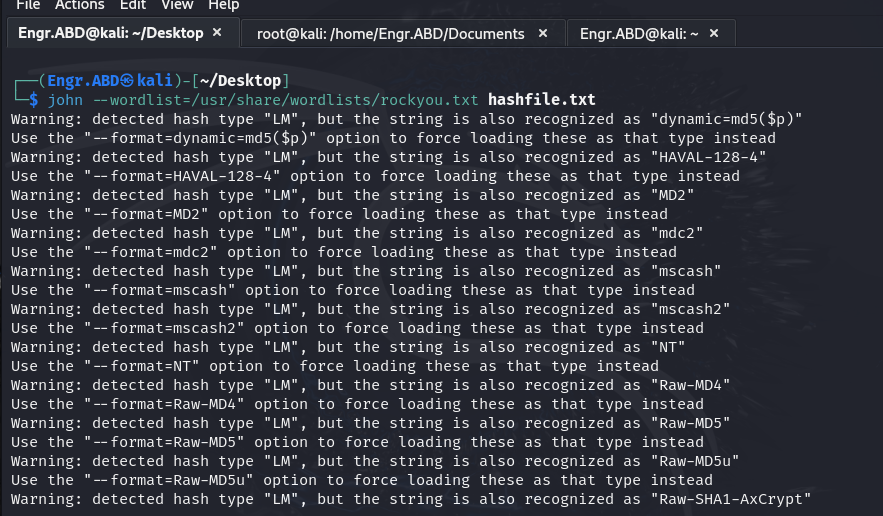 File Actions Edit View Help
Engr.ABD@kali: ~/Desktop × root@kali: /home/Engr.ABD/Documents × Engr.ABD@kali: ~ ×
┌──(Engr.ABD㉿kali)-[~/Desktop]
└─$ john --wordlist=/usr/share/wordlists/rockyou.txt hashfile.txt
Warning: detected hash type "LM", but the string is also recognized as "dynamic=md5($p)"
Use the "--format=dynamic=md5($p)" option to force loading these as that type instead
Warning: detected hash type "LM", but the string is also recognized as "HAVAL-128-4"
Use the "--format=HAVAL-128-4" option to force loading these as that type instead
Warning: detected hash type "LM", but the string is also recognized as "MD2"
Use the "--format=MD2" option to force loading these as that type instead
Warning: detected hash type "LM", but the string is also recognized as "mdc2"
Use the "--format=mdc2" option to force loading these as that type instead
Warning: detected hash type "LM", but the string is also recognized as "mscash"
Use the "--format=mscash" option to force loading these as that type instead
Warning: detected hash type "LM", but the string is also recognized as "mscash2"
Use the "--format=mscash2" option to force loading these as that type instead
Warning: detected hash type "LM", but the string is also recognized as "NT"
Use the "--format=NT" option to force loading these as that type instead
Warning: detected hash type "LM", but the string is also recognized as "Raw-MD4"
Use the "--format=Raw-MD4" option to force loading these as that type instead
Warning: detected hash type "LM", but the string is also recognized as "Raw-MD5"
Use the "--format=Raw-MD5" option to force loading these as that type instead
Warning: detected hash type "LM", but the string is also recognized as "Raw-MD5u"
Use the "--format=Raw-MD5u" option to force loading these as that type instead
Warning: detected hash type "LM", but the string is also recognized as "Raw-SHA1-AxCrypt"